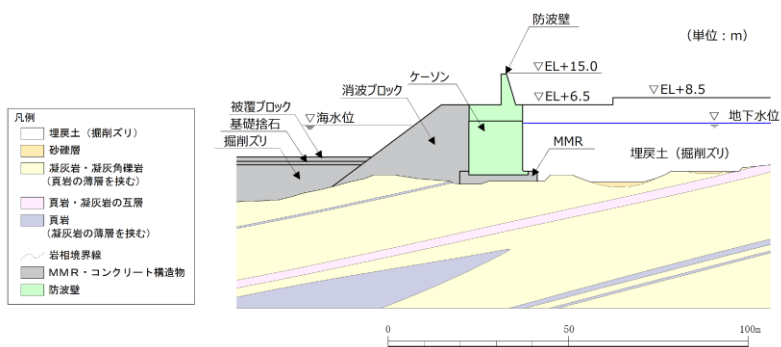 防波壁
(単位：m)
▽EL+15.0
ケーソン
消波ブロック
▽EL+6.5
▽EL+8.5
被覆ブロック
▽海水位
基礎捨石
地下水位
掘削ズリ
MMR
埋戻土（掘削ズリ）
凡例
埋戻土（掘削ズリ）
砂礫層
凝灰岩・凝灰角礫岩
（頁岩の薄層を挟む）
頁岩・凝灰岩の互層
頁岩
（凝灰岩の薄層を挟む）
岩相境界線
MMR・コンクリート構造物
防波壁
0
50
100m